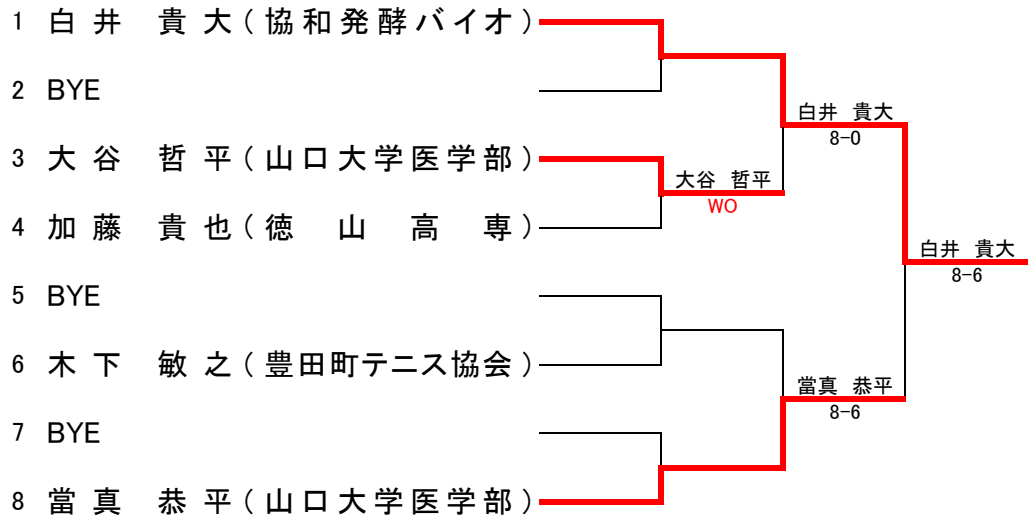 1 白井 貴大(協和発酵バイオ)
2 BYE
白井 貴大
8-0
3 大谷 哲平(山口大学医学部)
大谷 哲平
WO
4 加藤 貴也(徳山高専)
白井 貴大
8-6
5 BYE
6 木下 敏之(豊田町テニス協会)
當真 恭平
8-6
7 BYE
8 當真 恭平(山口大学医学部)